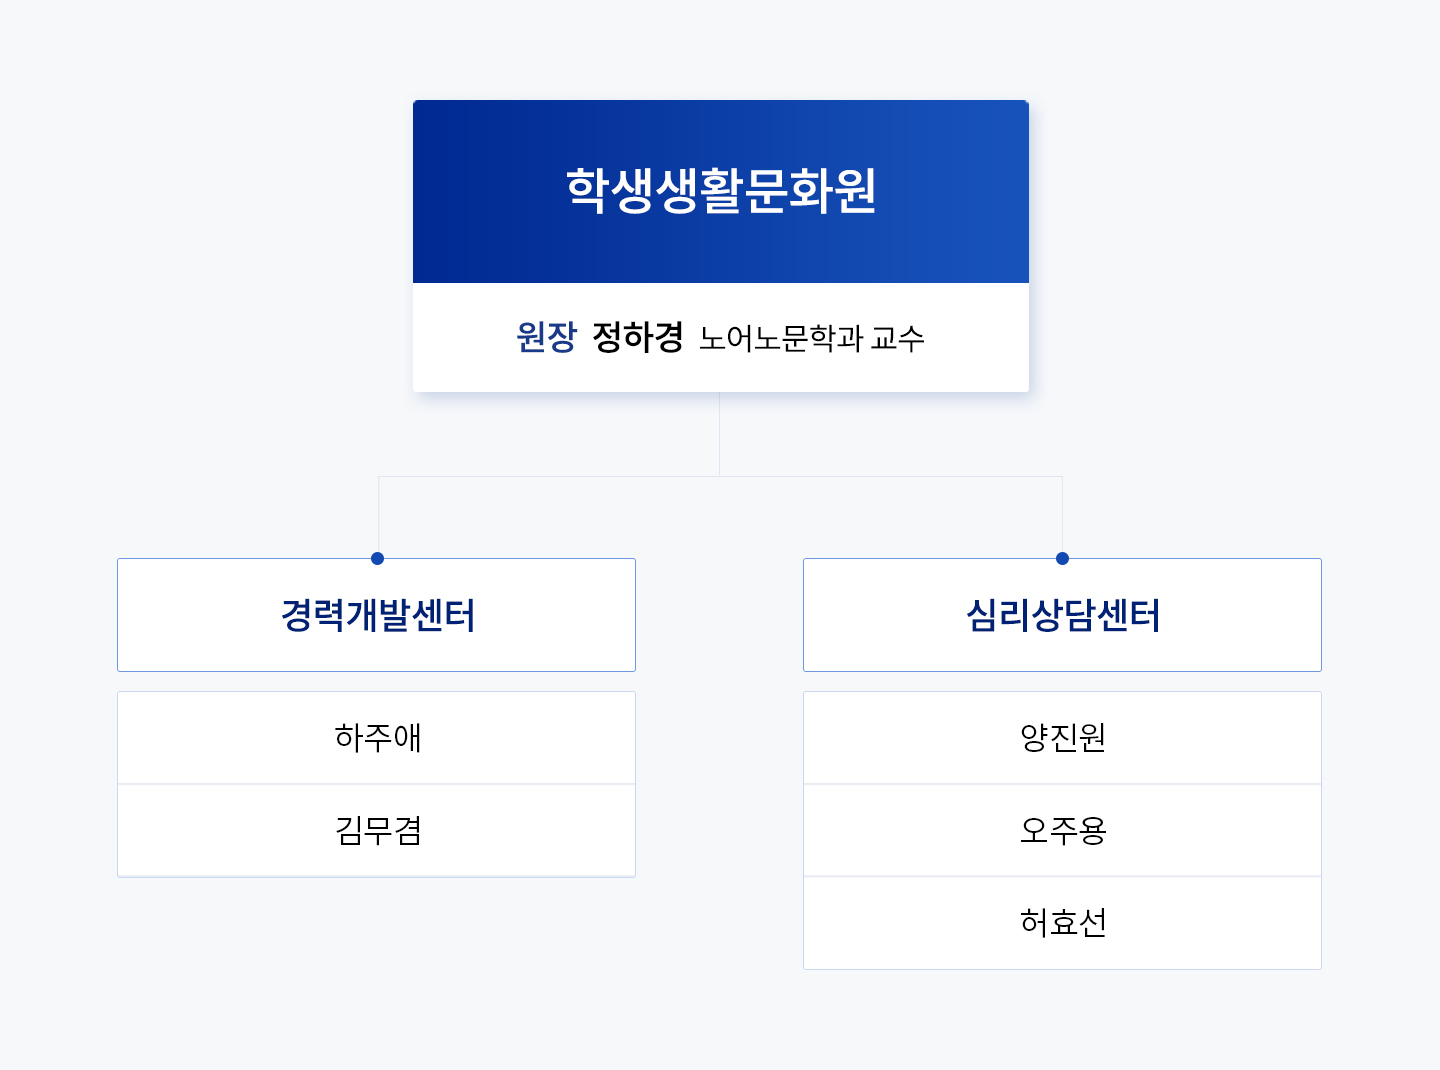 학생생활문화원
원장 정하경 노어노문학과 교수
경력개발센터
하주애
김무겸
심리상담센터
양진원
오주용
허효선